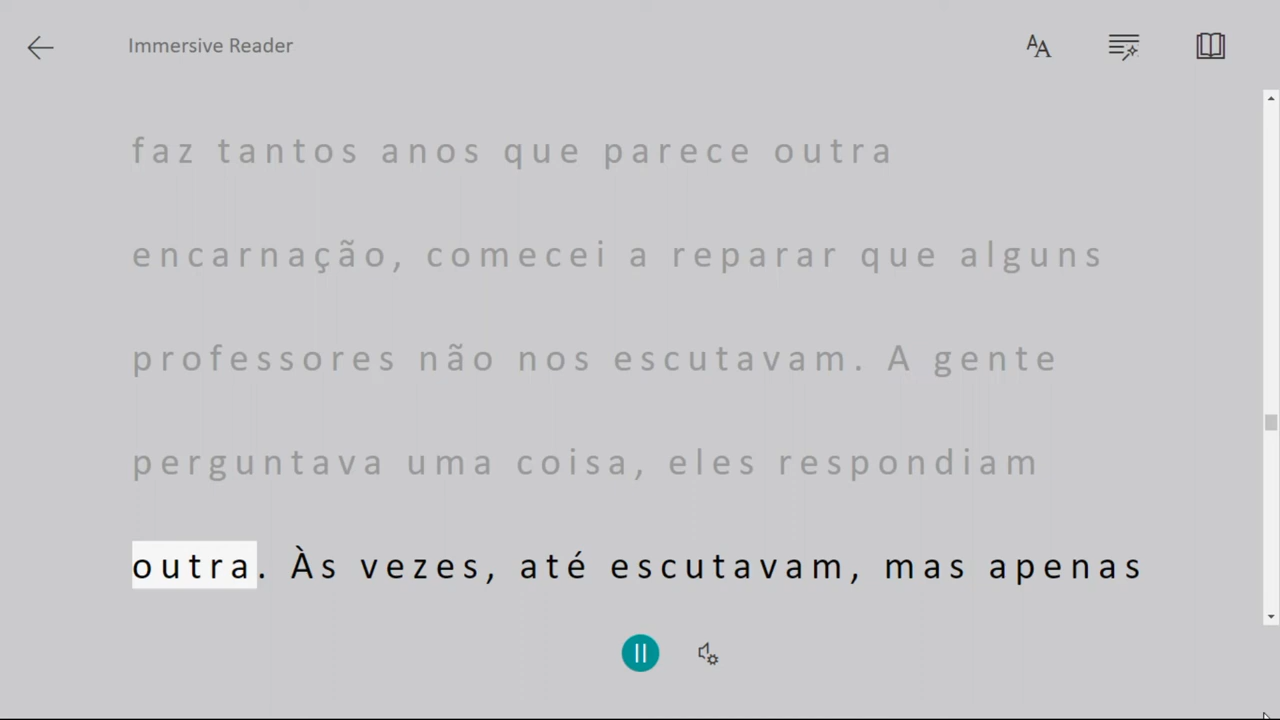 Immersive Reader
faz tantos anos que parece outra
encarnação, comecei a reparar que alguns
professores não nos escutavam. A gente
perguntava uma coisa, eles respondiam
outra. Às vezes, até escutavam, mas apenas